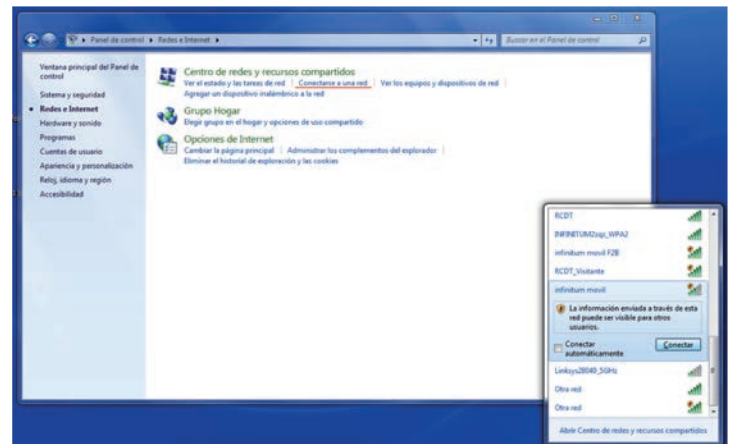 Panel de control ▸ Redes e Internet ▸
Buscar en el Panel de control
Ventana principal del Panel de
control
Sistema y seguridad
Redes e Internet
Hardware y sonido
Programas
Cuentas de usuario
Apariencia y personalización
Reloj, idioma y región
Accesibilidad
Centro de redes y recursos compartidos
Ver el estado y las tareas de red | Conectarse a una red | Ver los equipos y dispositivos de red
Agregar un dispositivo inalámbrico a la red
Grupo Hogar
Elegir grupo en el hogar y opciones de uso compartido
Opciones de Internet
Cambiar la página principal | Administrar los complementos del explorador
Eliminar el historial de exploración y las cookies
RCDT
infinitum movil F2B
RCDT_Visitante
infinitum movil
La información enviada a través de esta
red puede ser visible para otros
usuarios.
Conectar
automáticamente
Conectar
Linksys28040_5GHz
Otra red
Otra red
Abrir Centro de redes y recursos compartidos